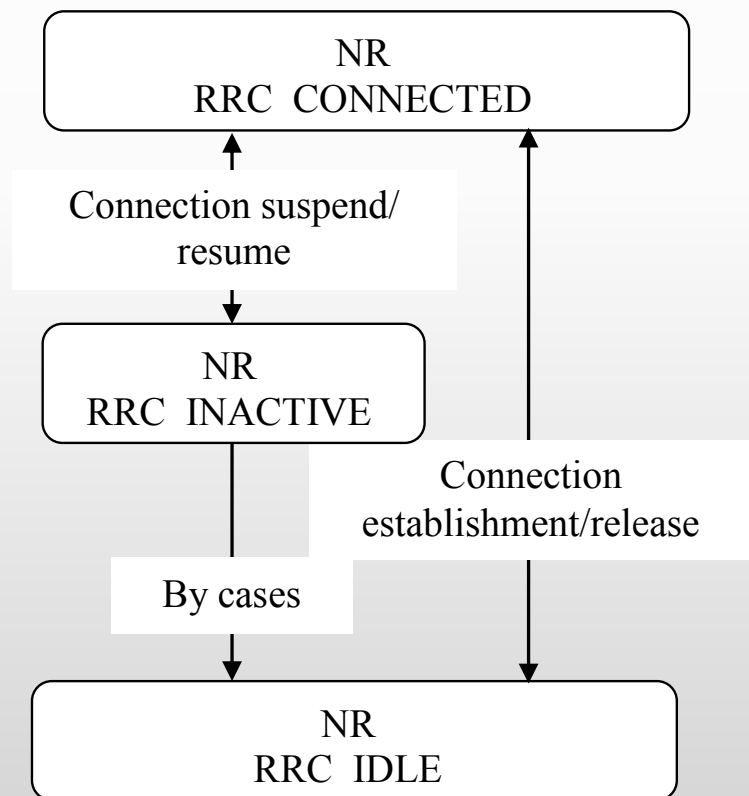 NR
RRC CONNECTED
Connection suspend/
resume
NR
RRC INACTIVE
Connection
establishment/release
By cases
NR
RRC IDLE